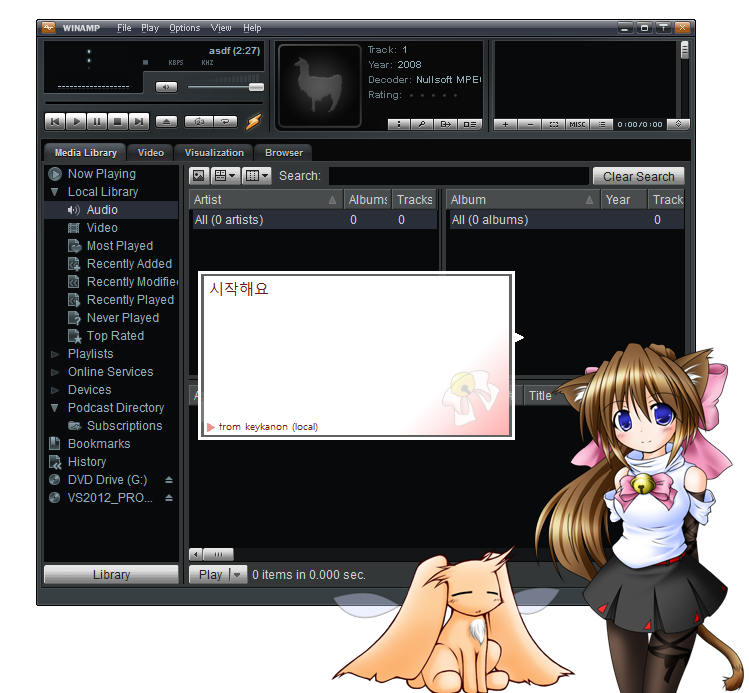 WINAMP File Play Options View Help
asdf (2:27)
KBPS KHZ
Track: 1
Year: 2008
Decoder: Nullsoft MPE
Rating:
MISC
0:00/0:00
Media Library Video Visualization Browser
Now Playing
Local Library
Audio
Video
Most Played
Recently Added
Recently Modifie
Recently Played
Never Played
Top Rated
Playlists
Online Services
Devices
Podcast Directory
Subscriptions
Bookmarks
History
DVD Drive (G:)
VS2012_PRO...
Library
Search: Clear Search
Artist Albums Tracks
All (0 artists) 0 0
Album Year Track
All (0 albums) 0
시작해요
from keykanon (local)
Title
Play 0 items in 0.000 sec.